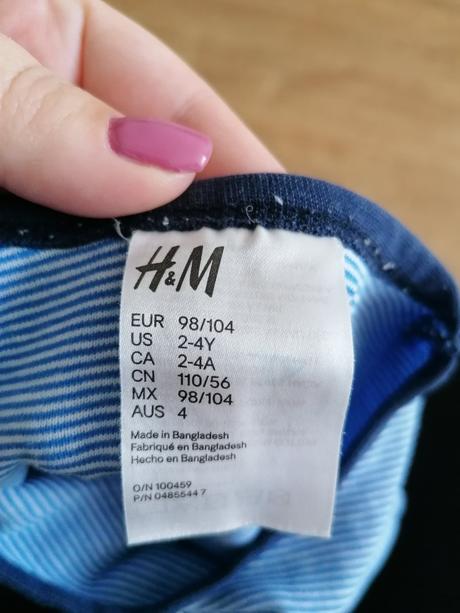 H&M
EUR 98/104
US 2-4Y
CA 2-4A
CN 110/56
MX 98/104
AUS 4
Made in Bangladesh
Fabriqué en Bangladesh
Hecho en Bangladesh
O/N 100459
P/N 0485544 7